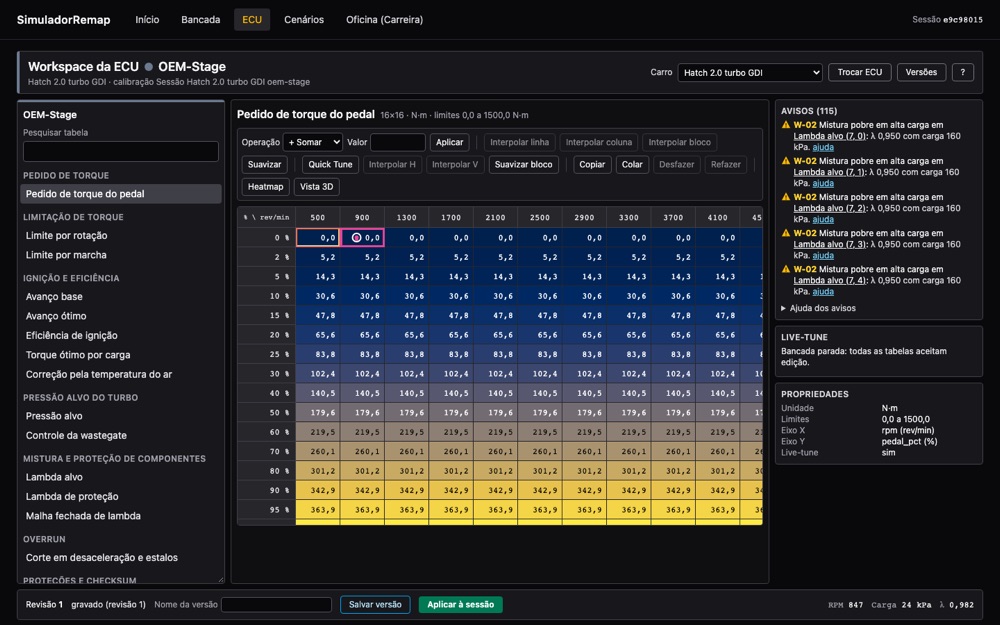 SimuladorRemap Início Bancada ECU Cenários Oficina (Carreira) Sessão e9c98015
Workspace da ECU OEM-Stage
Hatch 2.0 turbo GDI · calibração Sessão Hatch 2.0 turbo GDI oem-stage
Carro Hatch 2.0 turbo GDI Trocar ECU Versões ?
OEM-Stage
Pesquisar tabela
PEDIDO DE TORQUE
Pedido de torque do pedal
LIMITAÇÃO DE TORQUE
Limite por rotação
Limite por marcha
IGNIÇÃO E EFICIÊNCIA
Avanço base
Avanço ótimo
Eficiência de ignição
Torque ótimo por carga
Correção pela temperatura do ar
PRESSÃO ALVO DO TURBO
Pressão alvo
Controle da wastegate
MISTURA E PROTEÇÃO DE COMPONENTES
Lambda alvo
Lambda de proteção
Malha fechada de lambda
OVERRUN
Corte em desaceleração e estalos
PROTEÇÕES E CHECKSUM
Pedido de torque do pedal 16×16 · N·m · limites 0,0 a 1500,0 N·m
Operação + Somar Valor Aplicar Interpolar linha Interpolar coluna Interpolar bloco
Suavizar Quick Tune Interpolar H Interpolar V Suavizar bloco Copiar Colar Desfazer Refazer
Heatmap Vista 3D
% \ rev/min 500 900 1300 1700 2100 2500 2900 3300 3700 4100 45
0 % 0,0 0,0 0,0 0,0 0,0 0,0 0,0 0,0 0,0 0,0
2 % 5,2 5,2 5,2 5,2 5,2 5,2 5,2 5,2 5,2 5,2
5 % 14,3 14,3 14,3 14,3 14,3 14,3 14,3 14,3 14,3 14,3 1
10 % 30,6 30,6 30,6 30,6 30,6 30,6 30,6 30,6 30,6 30,6 3
15 % 47,8 47,8 47,8 47,8 47,8 47,8 47,8 47,8 47,8 47,8 4
20 % 65,6 65,6 65,6 65,6 65,6 65,6 65,6 65,6 65,6 65,6 6
25 % 83,8 83,8 83,8 83,8 83,8 83,8 83,8 83,8 83,8 83,8 8
30 % 102,4 102,4 102,4 102,4 102,4 102,4 102,4 102,4 102,4 102,4 10
40 % 140,5 140,5 140,5 140,5 140,5 140,5 140,5 140,5 140,5 140,5 14
50 % 179,6 179,6 179,6 179,6 179,6 179,6 179,6 179,6 179,6 179,6 17
60 % 219,5 219,5 219,5 219,5 219,5 219,5 219,5 219,5 219,5 219,5 21
70 % 260,1 260,1 260,1 260,1 260,1 260,1 260,1 260,1 260,1 260,1 26
80 % 301,2 301,2 301,2 301,2 301,2 301,2 301,2 301,2 301,2 301,2 30
90 % 342,9 342,9 342,9 342,9 342,9 342,9 342,9 342,9 342,9 342,9 34
95 % 363,9 363,9 363,9 363,9 363,9 363,9 363,9 363,9 363,9 363,9 36
AVISOS (115)
W-02 Mistura pobre em alta carga em
Lambda alvo (7, 0): λ 0,950 com carga 160
kPa. ajuda
W-02 Mistura pobre em alta carga em
Lambda alvo (7, 1): λ 0,950 com carga 160
kPa. ajuda
W-02 Mistura pobre em alta carga em
Lambda alvo (7, 2): λ 0,950 com carga 160
kPa. ajuda
W-02 Mistura pobre em alta carga em
Lambda alvo (7, 3): λ 0,950 com carga 160
kPa. ajuda
W-02 Mistura pobre em alta carga em
Lambda alvo (7, 4): λ 0,950 com carga 160
kPa. ajuda
Ajuda dos avisos
LIVE-TUNE
Bancada parada: todas as tabelas aceitam
edição.
PROPRIEDADES
Unidade N·m
Limites 0,0 a 1500,0
Eixo X rpm (rev/min)
Eixo Y pedal_pct (%)
Live-tune sim
Revisão 1 gravado (revisão 1) Nome da versão Salvar versão Aplicar à sessão RPM 847 Carga 24 kPa λ 0,982